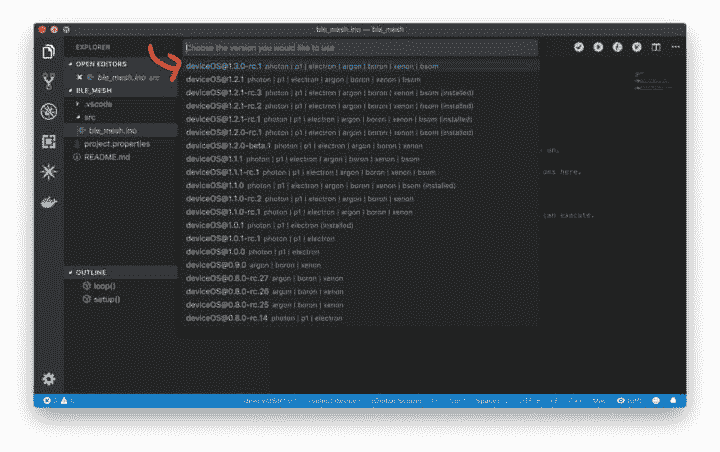 ble_mesh.ino — ble_mesh
EXPLORER
OPEN EDITORS
ble_mesh.ino src
BLE_MESH
.vscode
src
ble_mesh.ino
project.properties
README.md
OUTLINE
loop()
setup()
Choose the version you would like to use
deviceOS@1.3.0-rc.1 photon | p1 | electron | argon | boron | xenon | bsom
deviceOS@1.2.1 photon | p1 | electron | argon | boron | xenon | bsom
deviceOS@1.2.1-rc.3 photon | p1 | electron | argon | boron | xenon | bsom (installed)
deviceOS@1.2.1-rc.2 photon | p1 | electron | argon | boron | xenon | bsom (installed)
deviceOS@1.2.1-rc.1 photon | p1 | electron | argon | boron | xenon | bsom (installed)
deviceOS@1.2.0-rc.1 photon | p1 | electron | argon | boron | xenon | bsom (installed)
deviceOS@1.2.0-beta.1 photon | p1 | electron | argon | boron | xenon | bsom
deviceOS@1.1.1 photon | p1 | electron | argon | boron | xenon | bsom
deviceOS@1.1.1-rc.1 photon | p1 | electron | argon | boron | xenon | bsom
deviceOS@1.1.0 photon | p1 | electron | argon | boron | xenon | bsom (installed)
deviceOS@1.1.0-rc.2 photon | p1 | electron | argon | boron | xenon
deviceOS@1.1.0-rc.1 photon | p1 | electron | argon | boron | xenon
deviceOS@1.0.1 photon | p1 | electron (installed)
deviceOS@1.0.1-rc.1 photon | p1 | electron
deviceOS@1.0.0 photon | p1 | electron
deviceOS@0.9.0 argon | boron | xenon
deviceOS@0.8.0-rc.27 argon | boron | xenon
deviceOS@0.8.0-rc.26 argon | boron | xenon
deviceOS@0.8.0-rc.25 argon | boron | xenon
deviceOS@0.8.0-rc.14 photon | p1 | electron
on.
here.
can execute.